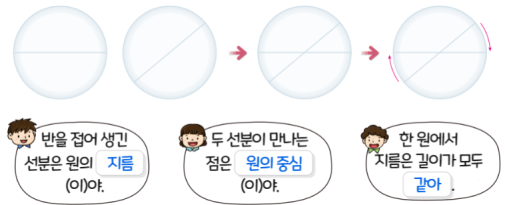 반을 접어 생긴
선분은 원의 지름
(이)야.
두 선분이 만나는
점은 원의 중심
(이)야.
한 원에서
지름은 길이가 모두
같아 .